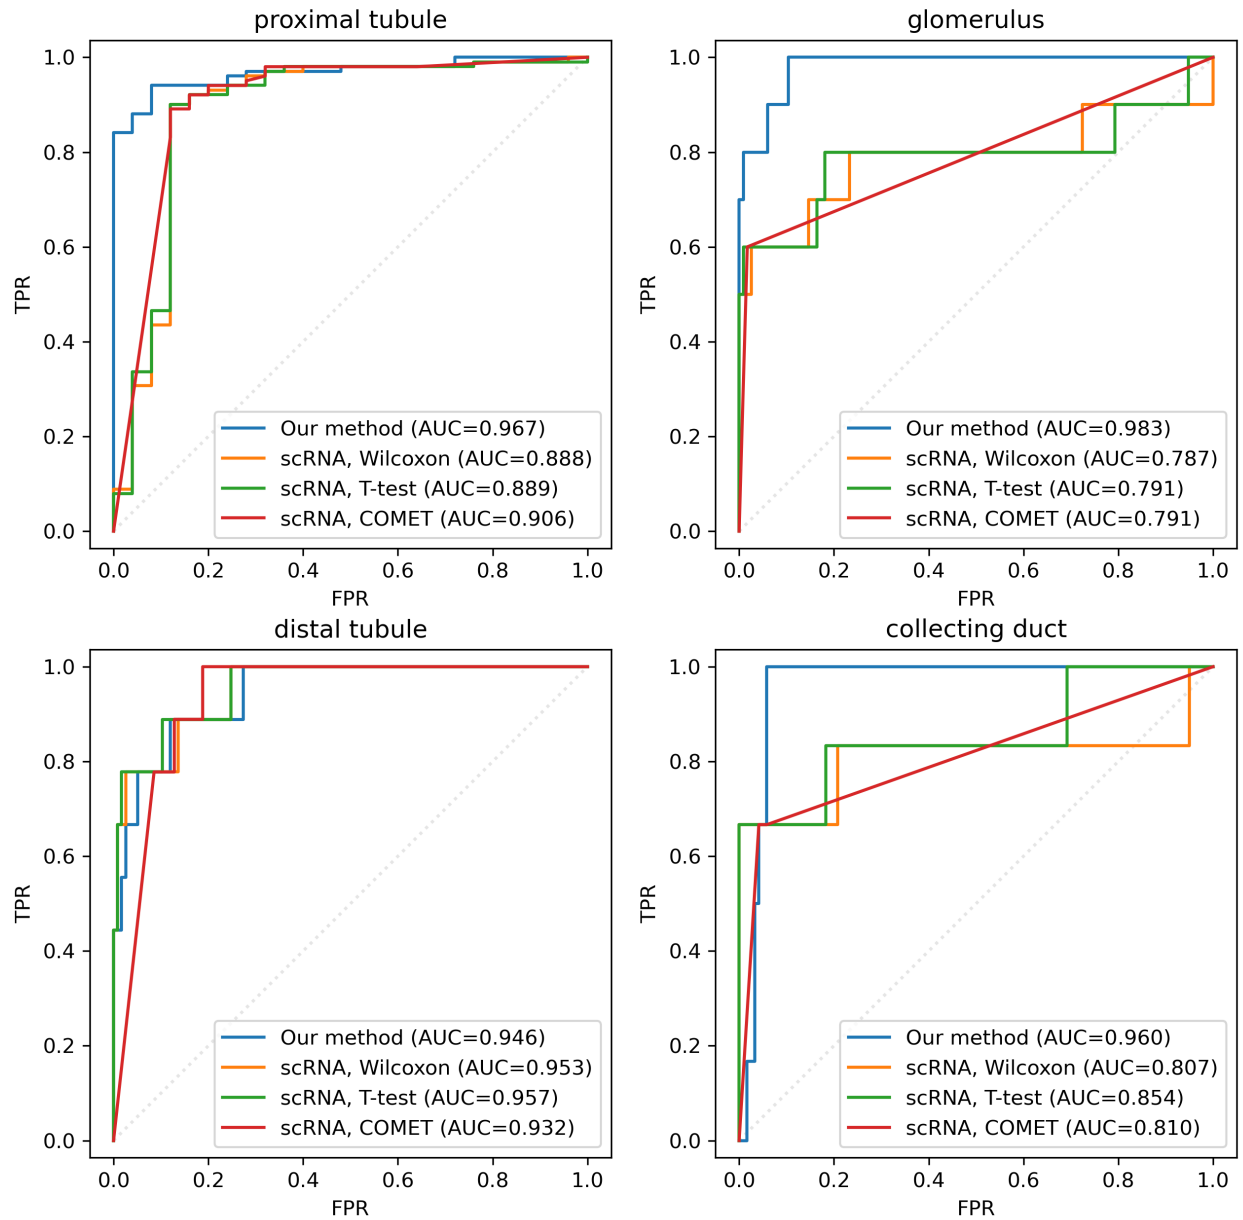 proximal tubule
1.0
0.8
0.6
0.4
0.2
0.0
TPR
Our method (AUC=0.967)
scRNA, Wilcoxon (AUC=0.888)
scRNA, T-test (AUC=0.889)
scRNA, COMET (AUC=0.906)
0.0 0.2 0.4 0.6 0.8 1.0
FPR
glomerulus
1.0
0.8
0.6
0.4
0.2
0.0
TPR
Our method (AUC=0.983)
scRNA, Wilcoxon (AUC=0.787)
scRNA, T-test (AUC=0.791)
scRNA, COMET (AUC=0.791)
0.0 0.2 0.4 0.6 0.8 1.0
FPR
distal tubule
1.0
0.8
0.6
0.4
0.2
0.0
TPR
Our method (AUC=0.946)
scRNA, Wilcoxon (AUC=0.953)
scRNA, T-test (AUC=0.957)
scRNA, COMET (AUC=0.932)
0.0 0.2 0.4 0.6 0.8 1.0
FPR
collecting duct
1.0
0.8
0.6
0.4
0.2
0.0
TPR
Our method (AUC=0.960)
scRNA, Wilcoxon (AUC=0.807)
scRNA, T-test (AUC=0.854)
scRNA, COMET (AUC=0.810)
0.0 0.2 0.4 0.6 0.8 1.0
FPR